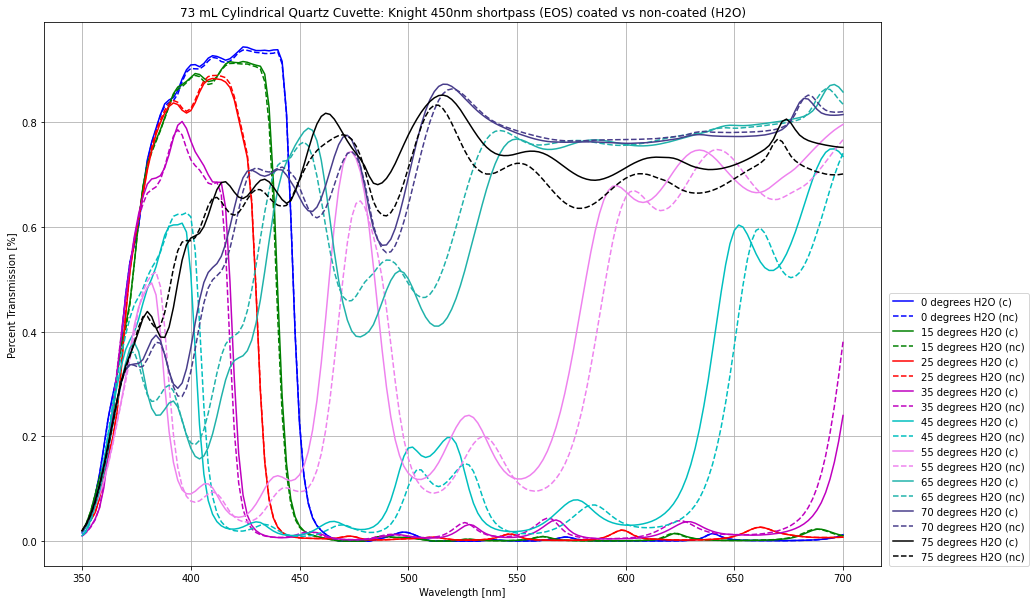 73 mL Cylindrical Quartz Cuvette: Knight 450nm shortpass (EOS) coated vs non-coated (H2O)
Percent Transmission [%]
0.8
0.6
0.4
0.2
0.0
350
400
450
500
550
600
650
700
Wavelength [nm]
0 degrees H2O (c)
0 degrees H2O (nc)
15 degrees H2O (c)
15 degrees H2O (nc)
25 degrees H2O (c)
25 degrees H2O (nc)
35 degrees H2O (c)
35 degrees H2O (nc)
45 degrees H2O (c)
45 degrees H2O (nc)
55 degrees H2O (c)
55 degrees H2O (nc)
65 degrees H2O (c)
65 degrees H2O (nc)
70 degrees H2O (c)
70 degrees H2O (nc)
75 degrees H2O (c)
75 degrees H2O (nc)